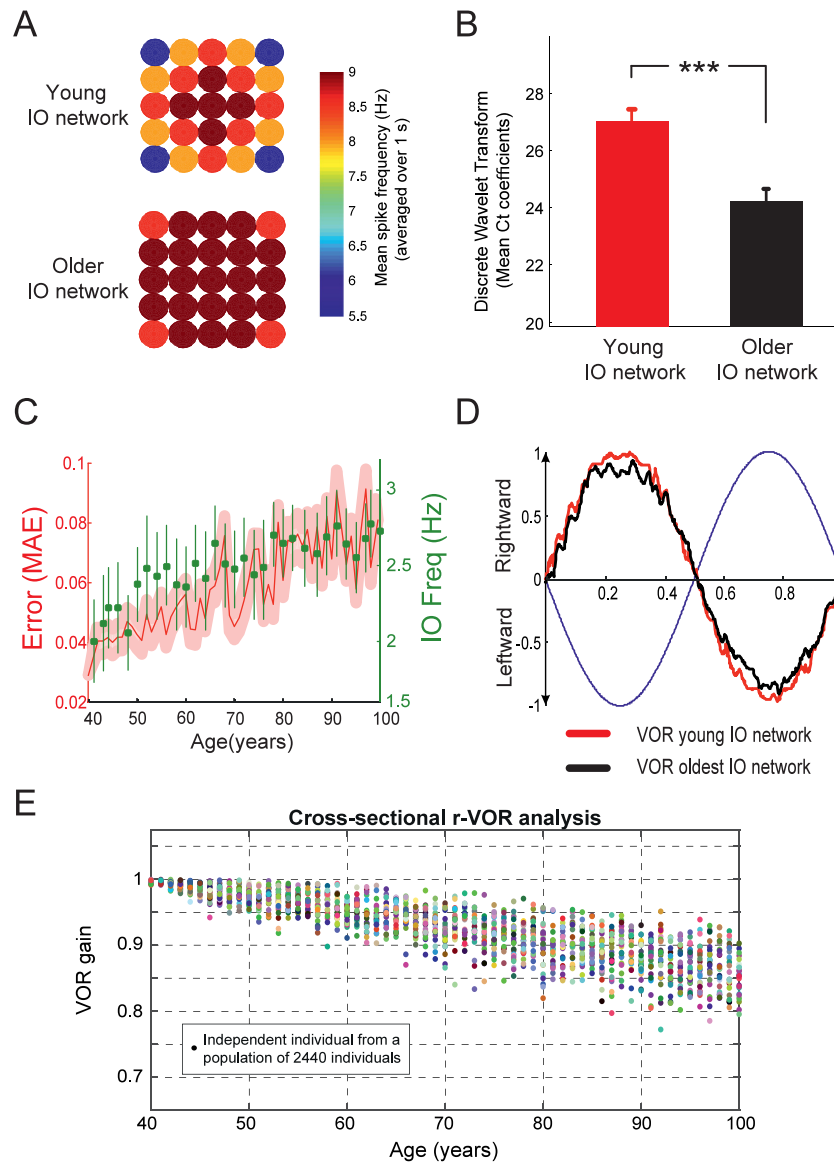 A
Young
IO network
Older
IO network
9
8.5
8
7.5
7
6.5
6
5.5
Mean spike frequency (Hz)
(averaged over 1 s)
B
***
28
26
24
22
20
Discrete Wavelet Transform
(Mean Ct coefficients)
Young
IO network
Older
IO network
C
0.1
0.08
0.06
0.04
0.02
Error (MAE)
3
2.5
2
1.5
IO Freq (Hz)
40 50 60 70 80 90 100
Age(years)
D
1
0.5
0
-0.5
-1
Rightward
Leftward
0.2 0.6 0.8
VOR young IO network
VOR oldest IO network
E
Cross-sectional r-VOR analysis
1
0.9
0.8
0.7
VOR gain
Independent individual from a
population of 2440 individuals
40 50 60 70 80 90 100
Age (years)